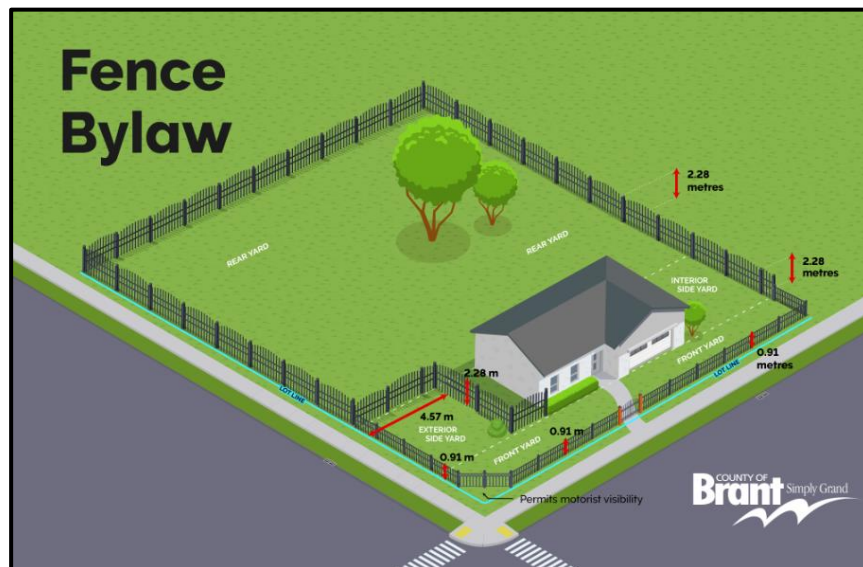 Fence
Bylaw
2.28
metres
REAR YARD
REAR YARD
2.28
metres
INTERIOR
SIDE YARD
FRONT YARD
0.91
metres
LOT LINE
LOT LINE
2.28 m
4.57 m
EXTERIOR
SIDE YARD
FRONT YARD
0.91 m
0.91 m
Permits motorist visibility
COUNTY OF
Brant Simply Grand